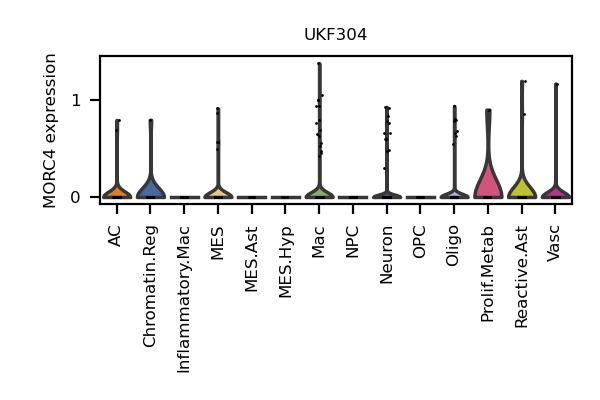 UKF304
MORC4 expression
1
0
AC
Chromatin.Reg
Inflammatory.Mac
MES
MES.Ast
MES.Hyp
Mac
NPC
Neuron
OPC
Oligo
Prolif.Metab
Reactive.Ast
Vasc